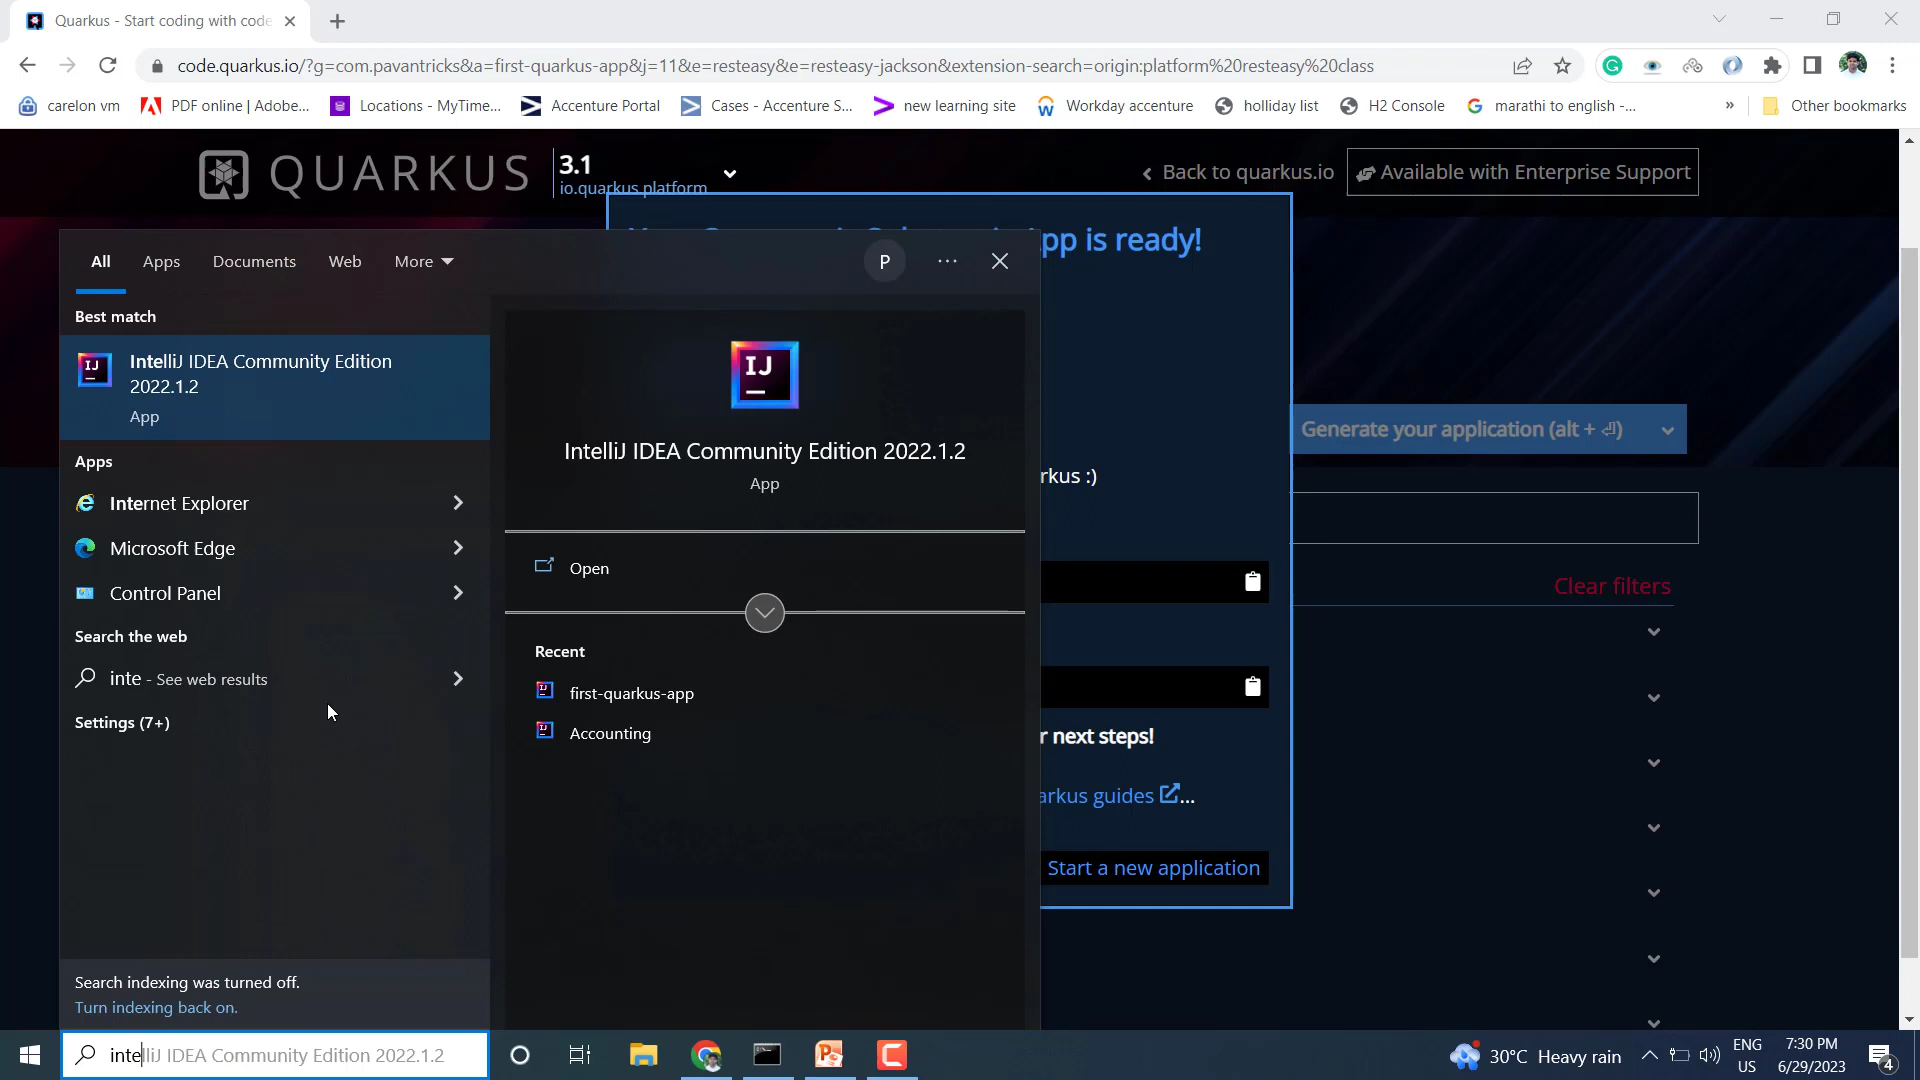 Quarkus - Start coding with code
code.quarkus.io/?g=com.pavantricks&a=first-quarkus-app&j=11&e=resteasy&e=resteasy-jackson&extension-search=origin:platform%20resteasy%20class
carelon vm
PDF online | Adobe...
Locations - MyTime...
Accenture Portal
Cases - Accenture S...
new learning site
Workday accenture
holliday list
H2 Console
marathi to english -...
»
Other bookmarks
QUARKUS
3.1
io.quarkus.platform
Back to quarkus.io
Available with Enterprise Support
App is ready!
All
Apps
Documents
Web
More
P
Best match
IntelliJ IDEA Community Edition
2022.1.2
App
Apps
Internet Explorer
Microsoft Edge
Control Panel
Search the web
inte - See web results
Settings (7+)
Search indexing was turned off.
Turn indexing back on.
IJ
IntelliJ IDEA Community Edition 2022.1.2
App
Open
Recent
first-quarkus-app
Accounting
Generate your application (alt + ⏎)
rkus :)
Clear filters
r next steps!
arkus guides
...
Start a new application
intelliJ IDEA Community Edition 2022.1.2
30°C Heavy rain
ENG
US
7:30 PM
6/29/2023
4